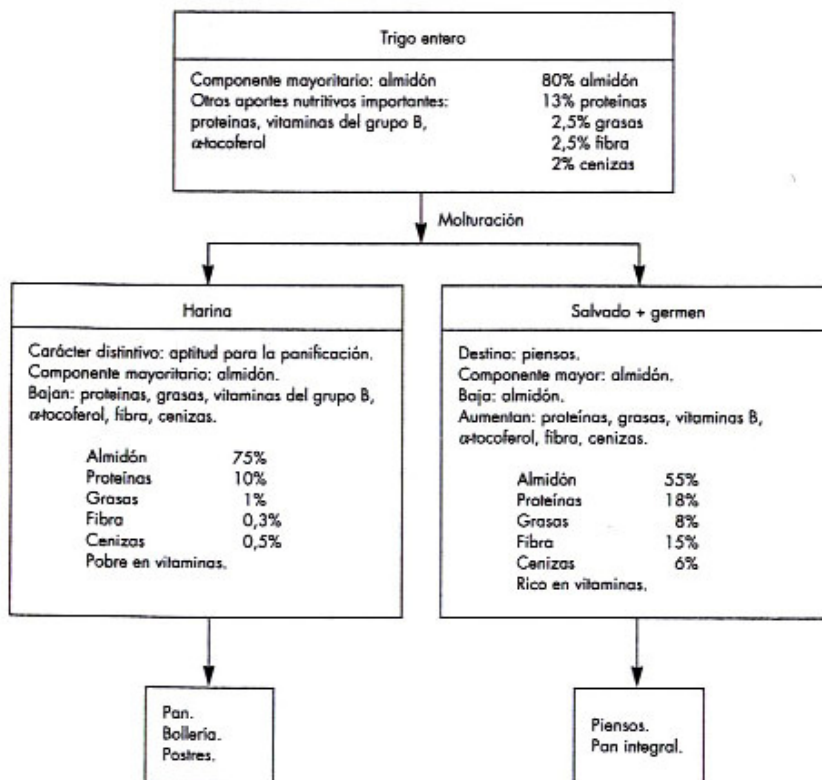 Trigo entero
Componente mayoritario: almidón
Otros aportes nutritivos importantes:
proteínas, vitaminas del grupo B,
α-tocoferol
80% almidón
13% proteínas
2,5% grasas
2,5% fibra
2% cenizas
Molturación
Harina
Carácter distintivo: aptitud para la panificación.
Componente mayoritario: almidón.
Bajan: proteínas, grasas, vitaminas del grupo B,
α-tocoferol, fibra, cenizas.
Almidón 75%
Proteínas 10%
Grasas 1%
Fibra 0,3%
Cenizas 0,5%
Pobre en vitaminas.
Salvado + germen
Destino: piensos.
Componente mayor: almidón.
Baja: almidón.
Aumentan: proteínas, grasas, vitaminas B,
α-tocoferol, fibra, cenizas.
Almidón 55%
Proteínas 18%
Grasas 8%
Fibra 15%
Cenizas 6%
Rico en vitaminas.
Pan.
Bollería.
Postres.
Piensos.
Pan integral.